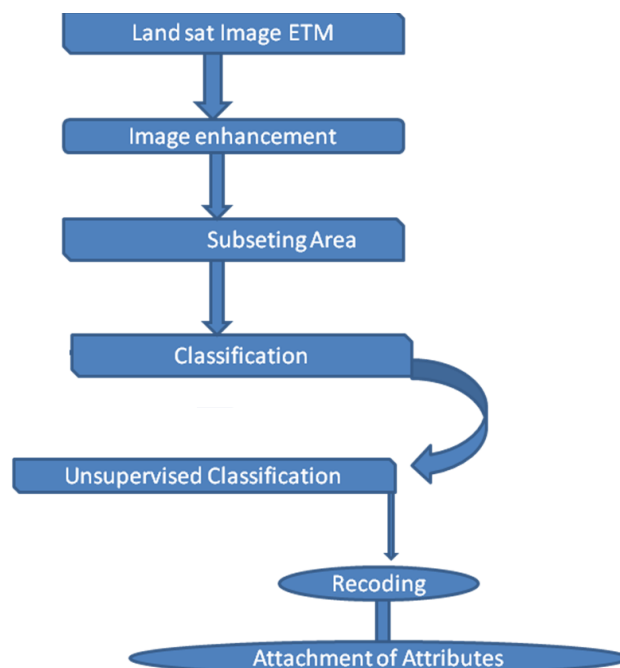 Land sat Image ETM
Image enhancement
Subseting Area
Classification
Unsupervised Classification
Recoding
Attachment of Attributes